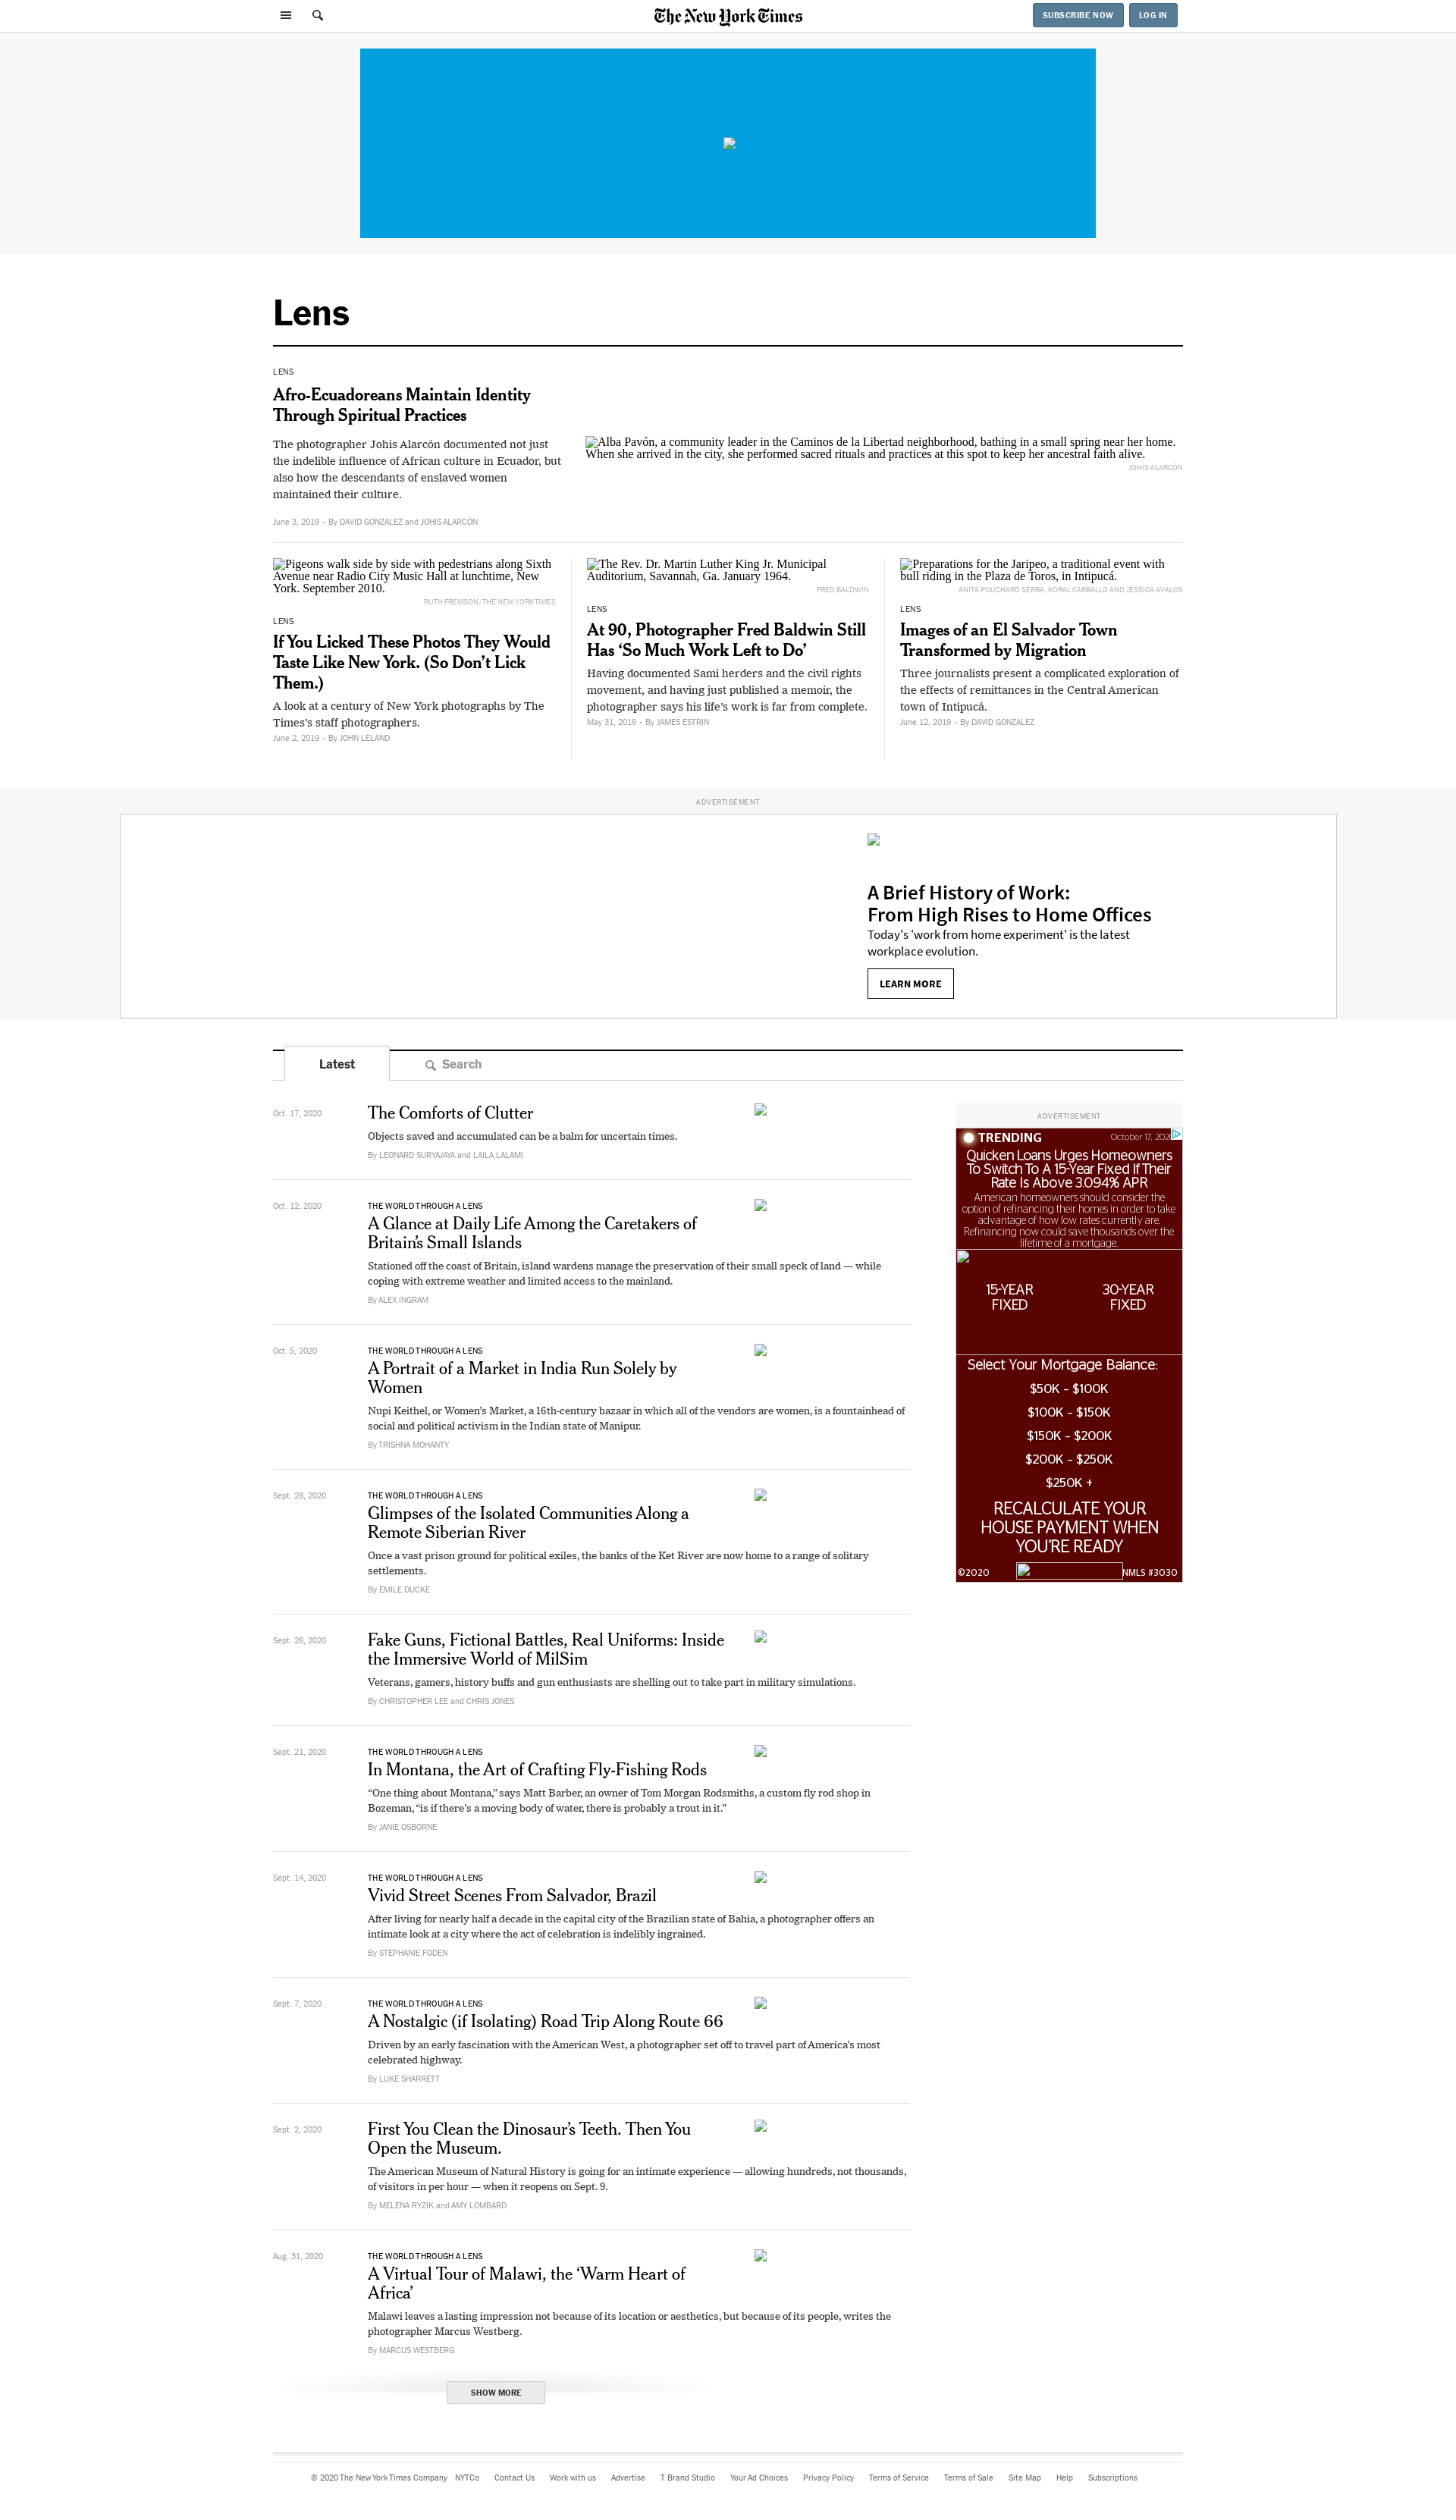 The New York Times
SUBSCRIBE NOW
LOG IN
Lens
LENS
Afro-Ecuadoreans Maintain Identity
Through Spiritual Practices
The photographer Johis Alarcón documented not just
the indelible influence of African culture in Ecuador, but
also how the descendants of enslaved women
maintained their culture.
June 3, 2019 • By DAVID GONZALEZ and JOHIS ALARCÓN
Alba Pavón, a community leader in the Caminos de la Libertad neighborhood, bathing in a small spring near her home.
When she arrived in the city, she performed sacred rituals and practices at this spot to keep her ancestral faith alive.
JOHIS ALARCÓN
Pigeons walk side by side with pedestrians along Sixth
Avenue near Radio City Music Hall at lunchtime, New
York. September 2010.
RUTH FREMSON/THE NEW YORK TIMES
LENS
If You Licked These Photos They Would
Taste Like New York. (So Don’t Lick
Them.)
A look at a century of New York photographs by The
Times’s staff photographers.
June 2, 2019 • By JOHN LELAND
The Rev. Dr. Martin Luther King Jr. Municipal
Auditorium, Savannah, Ga. January 1964.
FRED BALDWIN
LENS
At 90, Photographer Fred Baldwin Still
Has ‘So Much Work Left to Do’
Having documented Sami herders and the civil rights
movement, and having just published a memoir, the
photographer says his life’s work is far from complete.
May 31, 2019 • By JAMES ESTRIN
Preparations for the Jaripeo, a traditional event with
bull riding in the Plaza de Toros, in Intipucá.
ANITA POUCHARD SERRA, KORAL CARBALLO AND JESSICA AVALOS
LENS
Images of an El Salvador Town
Transformed by Migration
Three journalists present a complicated exploration of
the effects of remittances in the Central American
town of Intipucá.
June 12, 2019 • By DAVID GONZALEZ
ADVERTISEMENT
A Brief History of Work:
From High Rises to Home Offices
Today's 'work from home experiment' is the latest
workplace evolution.
LEARN MORE
Latest
Search
Oct. 17, 2020
The Comforts of Clutter
Objects saved and accumulated can be a balm for uncertain times.
By LEONARD SURYAJAYA and LAILA LALAMI
Oct. 12, 2020
THE WORLD THROUGH A LENS
A Glance at Daily Life Among the Caretakers of
Britain’s Small Islands
Stationed off the coast of Britain, island wardens manage the preservation of their small speck of land — while
coping with extreme weather and limited access to the mainland.
By ALEX INGRAM
Oct. 5, 2020
THE WORLD THROUGH A LENS
A Portrait of a Market in India Run Solely by
Women
Nupi Keithel, or Women’s Market, a 16th-century bazaar in which all of the vendors are women, is a fountainhead of
social and political activism in the Indian state of Manipur.
By TRISHNA MOHANTY
Sept. 28, 2020
THE WORLD THROUGH A LENS
Glimpses of the Isolated Communities Along a
Remote Siberian River
Once a vast prison ground for political exiles, the banks of the Ket River are now home to a range of solitary
settlements.
By EMILE DUCKE
Sept. 26, 2020
Fake Guns, Fictional Battles, Real Uniforms: Inside
the Immersive World of MilSim
Veterans, gamers, history buffs and gun enthusiasts are shelling out to take part in military simulations.
By CHRISTOPHER LEE and CHRIS JONES
Sept. 21, 2020
THE WORLD THROUGH A LENS
In Montana, the Art of Crafting Fly-Fishing Rods
“One thing about Montana,” says Matt Barber, an owner of Tom Morgan Rodsmiths, a custom fly rod shop in
Bozeman, “is if there’s a moving body of water, there is probably a trout in it.”
By JANIE OSBORNE
Sept. 14, 2020
THE WORLD THROUGH A LENS
Vivid Street Scenes From Salvador, Brazil
After living for nearly half a decade in the capital city of the Brazilian state of Bahia, a photographer offers an
intimate look at a city where the act of celebration is indelibly ingrained.
By STEPHANIE FODEN
Sept. 7, 2020
THE WORLD THROUGH A LENS
A Nostalgic (if Isolating) Road Trip Along Route 66
Driven by an early fascination with the American West, a photographer set off to travel part of America’s most
celebrated highway.
By LUKE SHARRETT
Sept. 2, 2020
First You Clean the Dinosaur’s Teeth. Then You
Open the Museum.
The American Museum of Natural History is going for an intimate experience — allowing hundreds, not thousands,
of visitors in per hour — when it reopens on Sept. 9.
By MELENA RYZIK and AMY LOMBARD
Aug. 31, 2020
THE WORLD THROUGH A LENS
A Virtual Tour of Malawi, the ‘Warm Heart of
Africa’
Malawi leaves a lasting impression not because of its location or aesthetics, but because of its people, writes the
photographer Marcus Westberg.
By MARCUS WESTBERG
SHOW MORE
ADVERTISEMENT
TRENDING
October 17, 202
Quicken Loans Urges Homeowners
To Switch To A 15-Year Fixed If Their
Rate Is Above 3.094% APR
American homeowners should consider the
option of refinancing their homes in order to take
advantage of how low rates currently are.
Refinancing now could save thousands over the
lifetime of a mortgage.
15-YEAR
FIXED
30-YEAR
FIXED
Select Your Mortgage Balance:
$50K - $100K
$100K - $150K
$150K - $200K
$200K - $250K
$250K +
RECALCULATE YOUR
HOUSE PAYMENT WHEN
YOU'RE READY
©2020
NMLS #3030
© 2020 The New York Times Company NYTCo Contact Us Work with us Advertise T Brand Studio Your Ad Choices Privacy Policy Terms of Service Terms of Sale Site Map Help Subscriptions